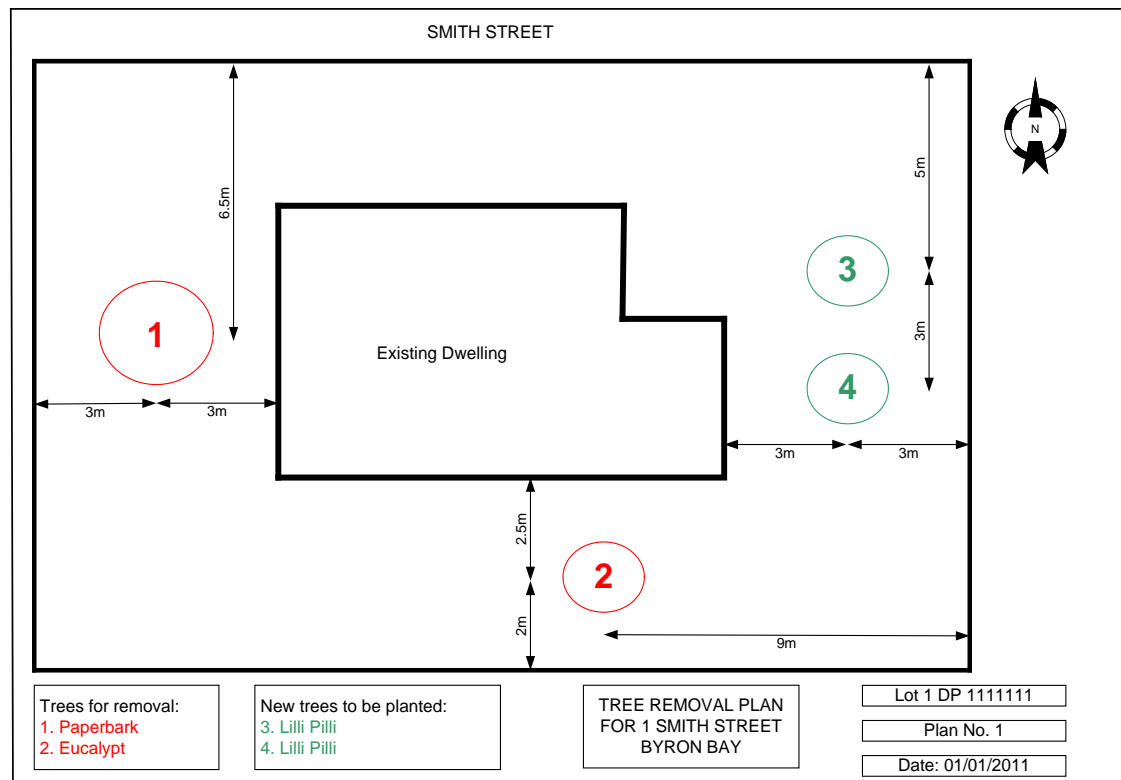 SMITH STREET
N
6.5m
5m
3
3m
1
Existing Dwelling
4
3m
3m
3m
3m
2.5m
2
2m
9m
Trees for removal:
1. Paperbark
2. Eucalypt
New trees to be planted:
3. Lilli Pilli
4. Lilli Pilli
TREE REMOVAL PLAN
FOR 1 SMITH STREET
BYRON BAY
Lot 1 DP 1111111
Plan No. 1
Date: 01/01/2011